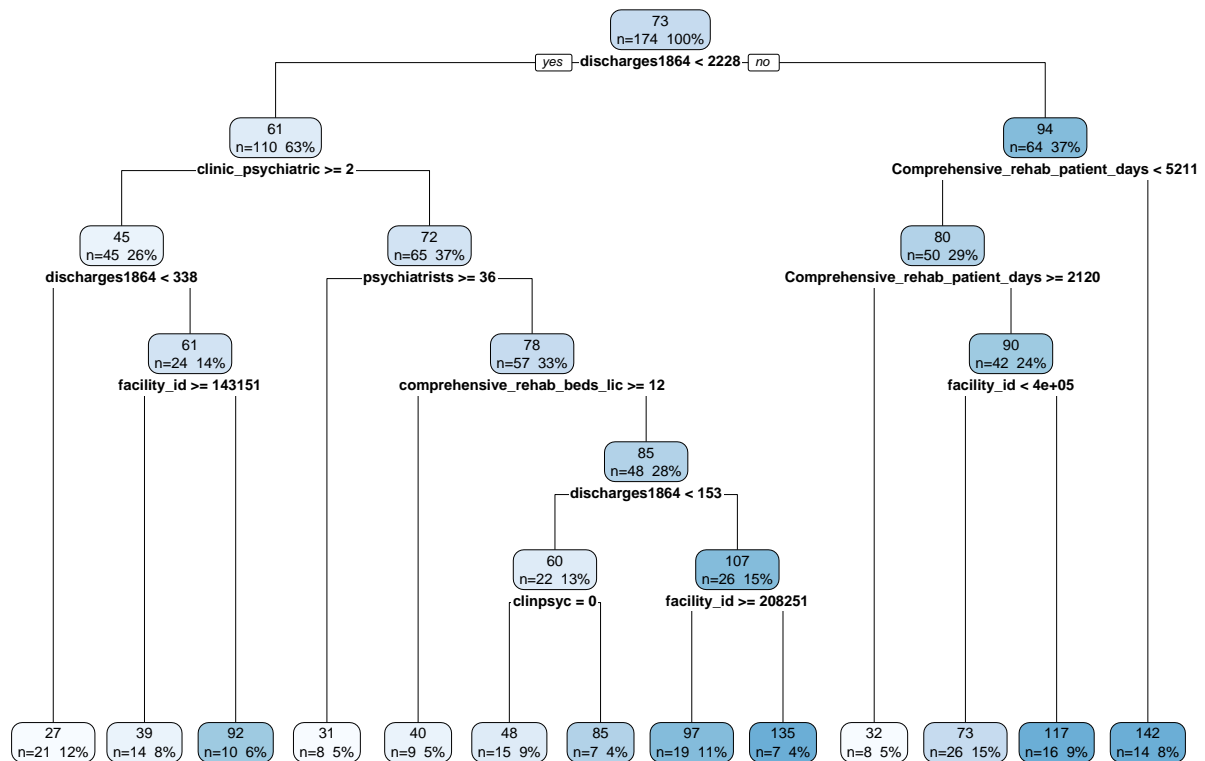 73
n=174 100%
yes discharges1864 < 2228 no
61
n=110 63%
94
n=64 37%
clinic_psychiatric >= 2
Comprehensive_rehab_patient_days < 5211
45
n=45 26%
72
n=65 37%
80
n=50 29%
discharges1864 < 338
psychiatrists >= 36
Comprehensive_rehab_patient_days >= 2120
61
n=24 14%
78
n=57 33%
90
n=42 24%
facility_id >= 143151
comprehensive_rehab_beds_lic >= 12
facility_id < 4e+05
85
n=48 28%
discharges1864 < 153
60
n=22 13%
107
n=26 15%
clinpsyc = 0
facility_id >= 208251
27
n=21 12%
39
n=14 8%
92
n=10 6%
31
n=8 5%
40
n=9 5%
48
n=15 9%
85
n=7 4%
97
n=19 11%
135
n=7 4%
32
n=8 5%
73
n=26 15%
117
n=16 9%
142
n=14 8%